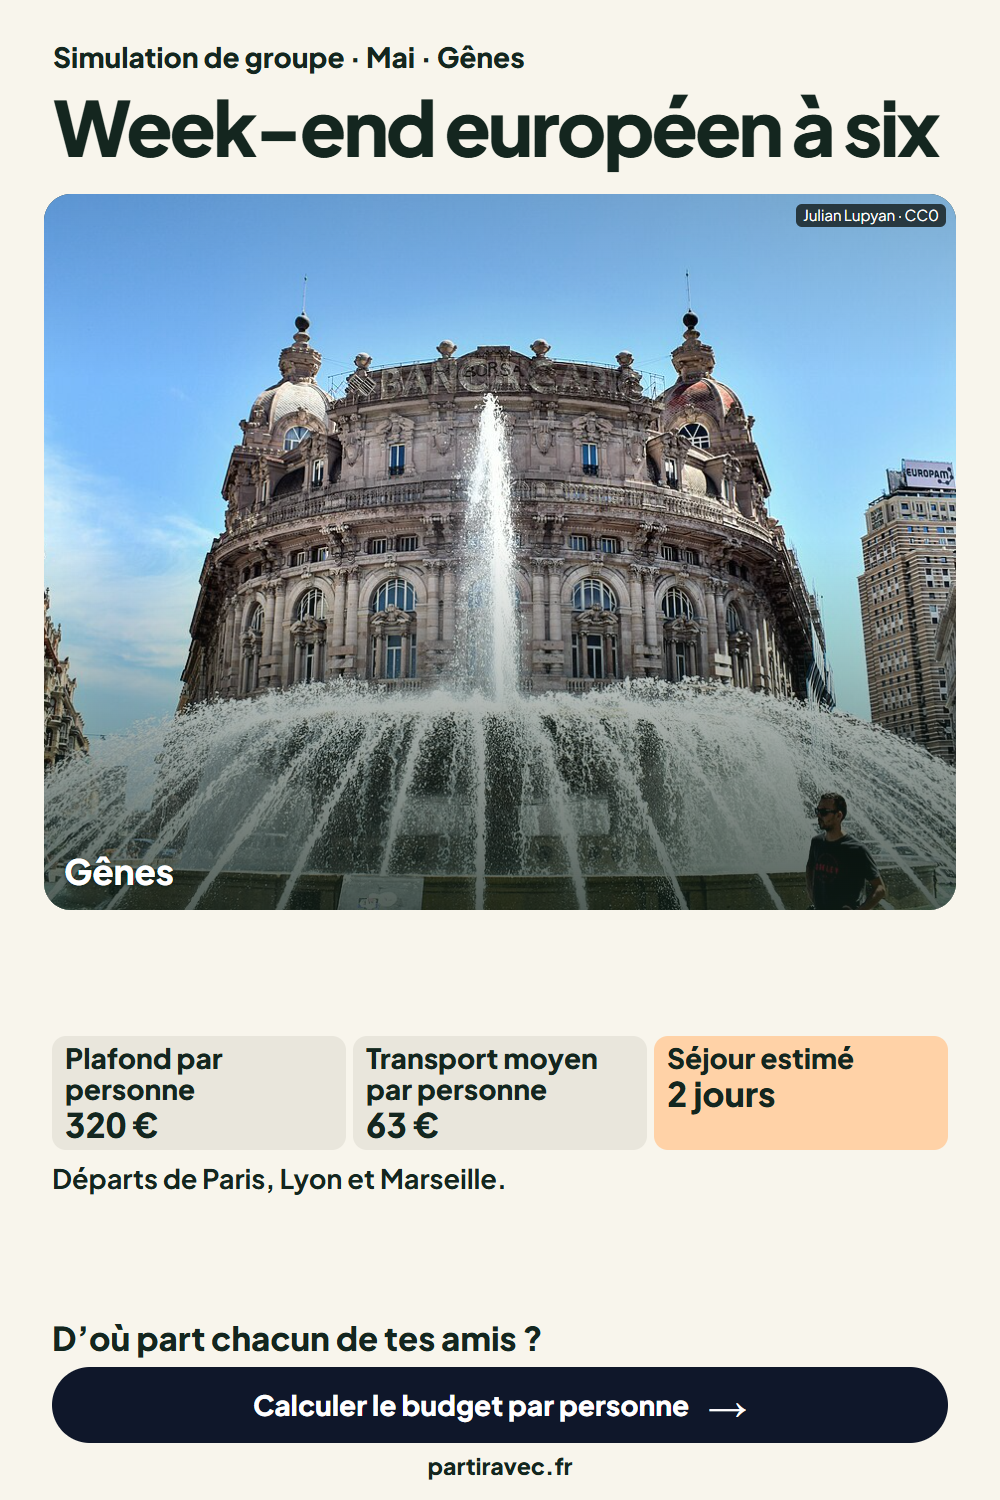 Simulation de groupe · Mai · Gênes
Week-end européen à six
Julian Lupyan · CC0
BORSA
EUROPAM
Gênes
Plafond par
personne
320 €
Transport moyen
par personne
63 €
Séjour estimé
2 jours
Départs de Paris, Lyon et Marseille.
D’où part chacun de tes amis ?
Calculer le budget par personne →
partiravec.fr